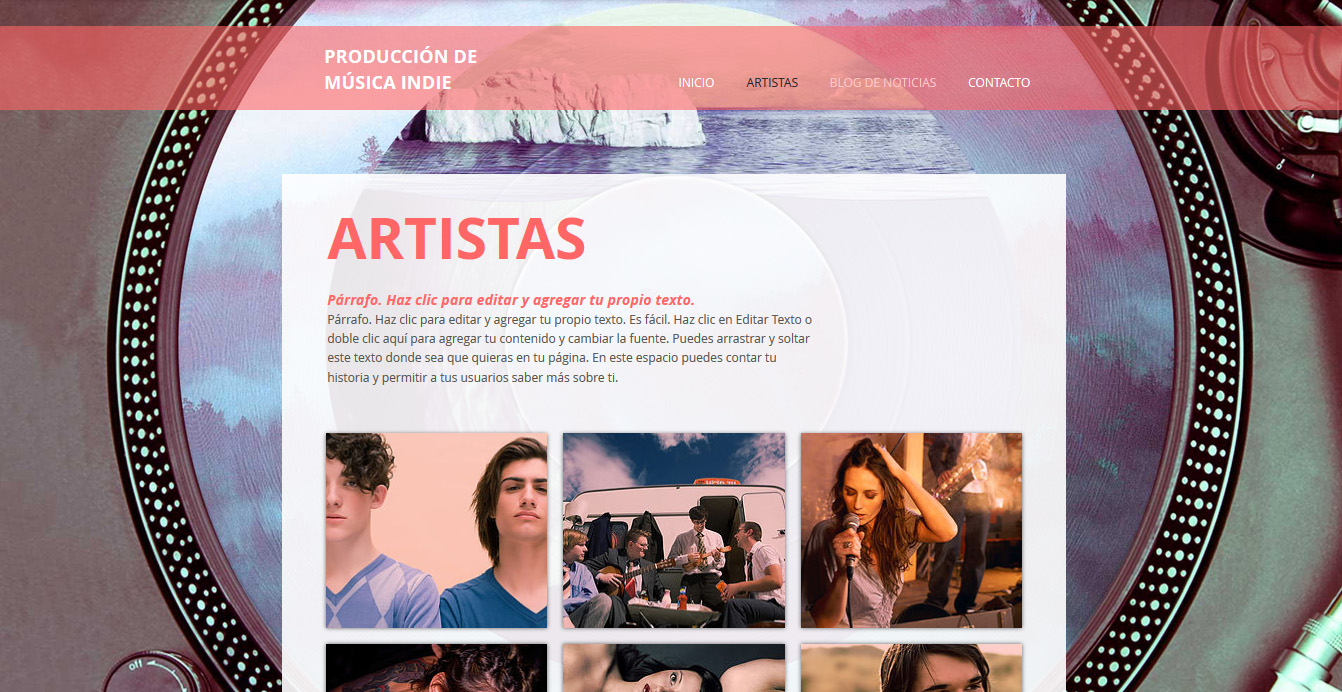 PRODUCCIÓN DE
MÚSICA INDIE
INICIO ARTISTAS BLOG DE NOTICIAS CONTACTO
ARTISTAS
Párrafo. Haz clic para editar y agregar tu propio texto.
Párrafo. Haz clic para editar y agregar tu propio texto. Es fácil. Haz clic en Editar Texto o
doble clic aquí para agregar tu contenido y cambiar la fuente. Puedes arrastrar y soltar
este texto donde sea que quieras en tu página. En este espacio puedes contar tu
historia y permitir a tus usuarios saber más sobre ti.
off